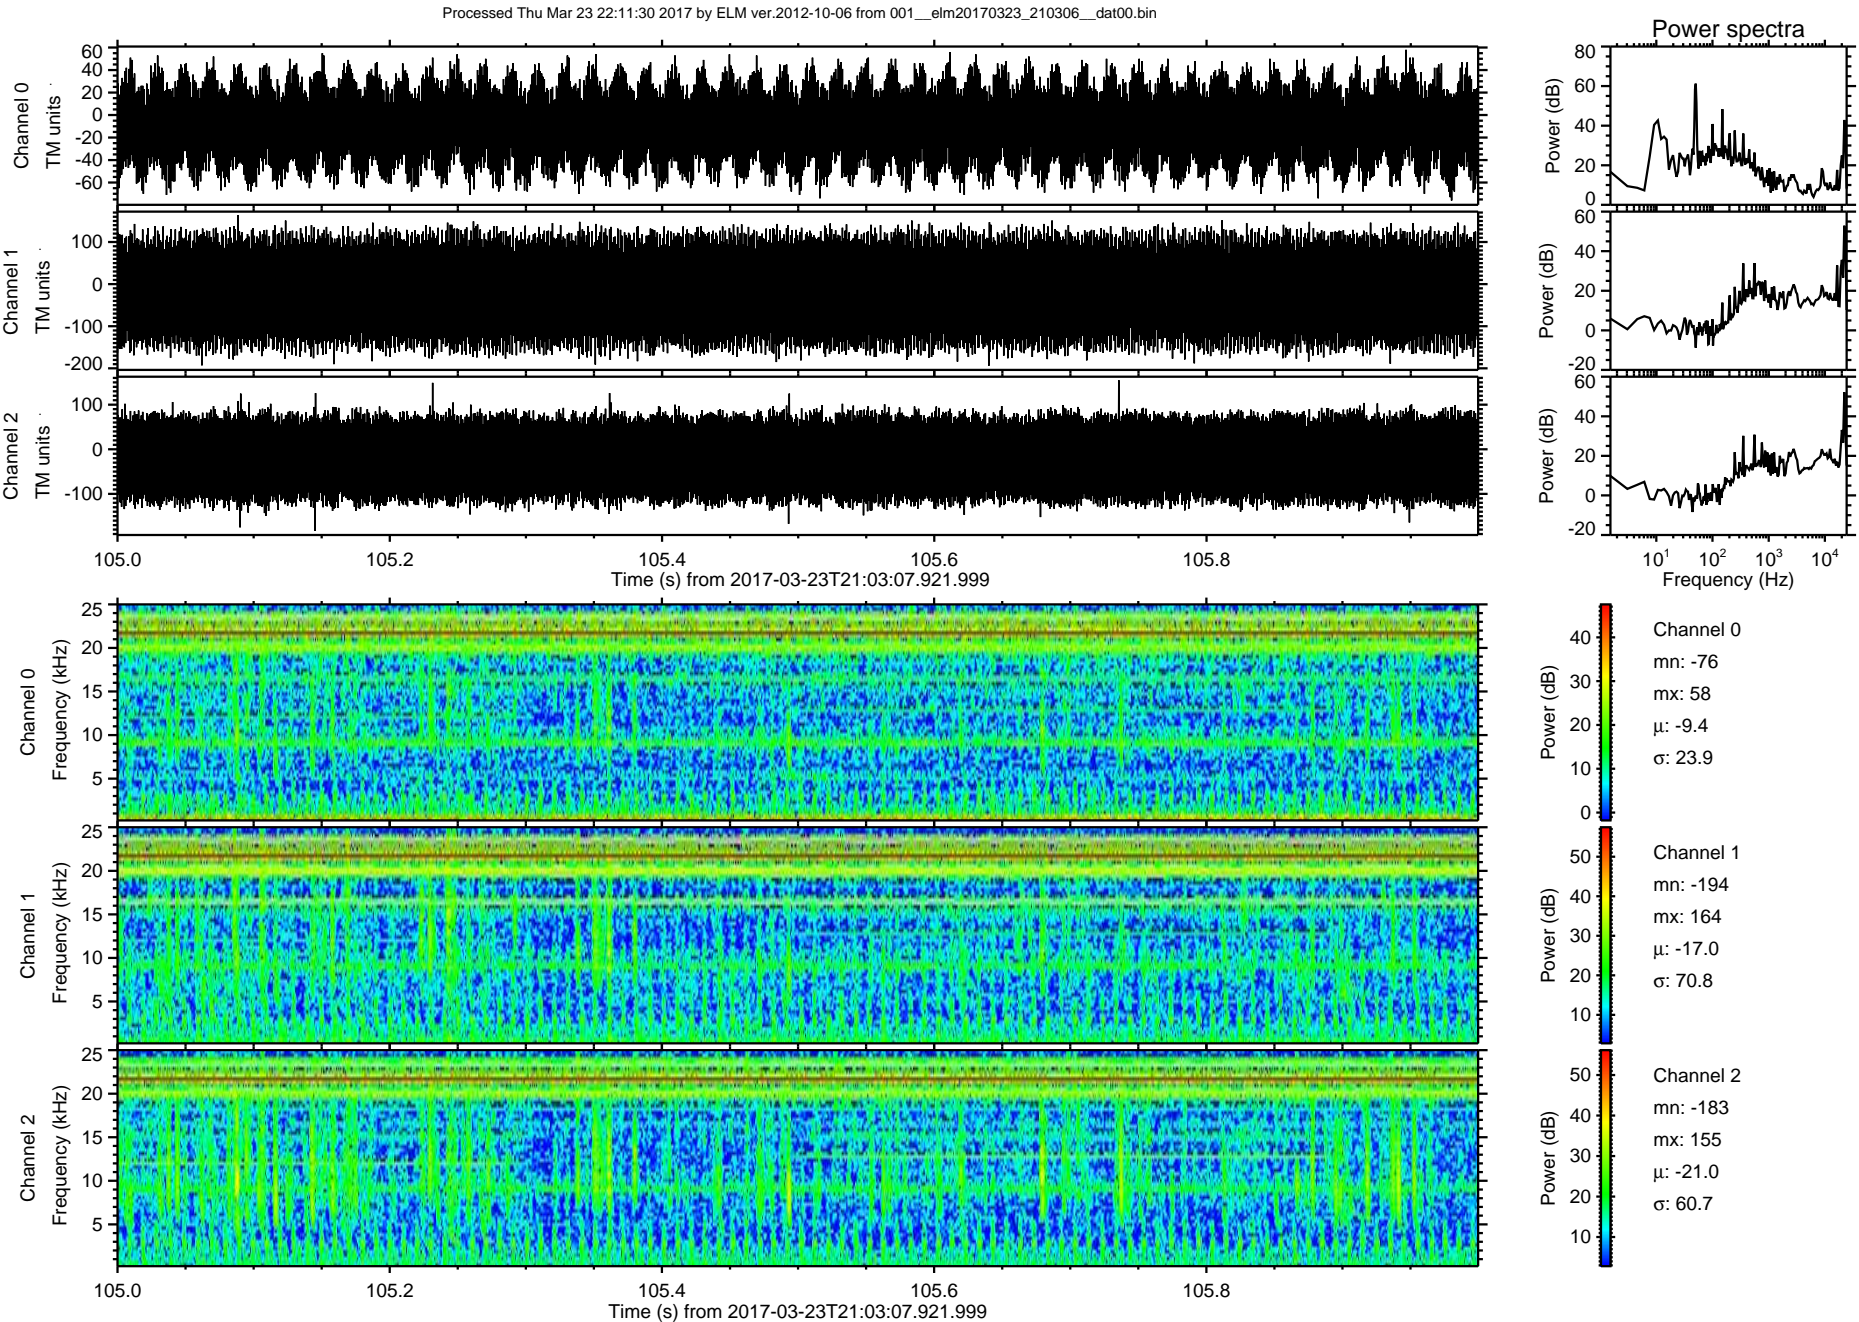 Processed Thu Mar 23 22:11:30 2017 by ELM ver.2012-10-06 from 001__elm20170323_210306__dat00.bin
Power spectra
Channel 0
TM units
60
40
20
0
-20
-40
-60
Power (dB)
80
60
40
20
0
Channel 1
TM units
100
0
-100
-200
Power (dB)
60
40
20
0
-20
Channel 2
TM units
100
0
-100
Power (dB)
60
40
20
0
-20
105.0 105.2 105.4 105.6 105.8
Time (s) from 2017-03-23T21:03:07.921.999
10^1 10^2 10^3 10^4
Frequency (Hz)
Channel 0
Frequency (kHz)
25
20
15
10
5
Power (dB)
40
30
20
10
0
Channel 0
mn: -76
mx: 58
μ: -9.4
σ: 23.9
Channel 1
Frequency (kHz)
25
20
15
10
5
Power (dB)
50
40
30
20
10
Channel 1
mn: -194
mx: 164
μ: -17.0
σ: 70.8
Channel 2
Frequency (kHz)
25
20
15
10
5
Power (dB)
50
40
30
20
10
Channel 2
mn: -183
mx: 155
μ: -21.0
σ: 60.7
105.0 105.2 105.4 105.6 105.8
Time (s) from 2017-03-23T21:03:07.921.999